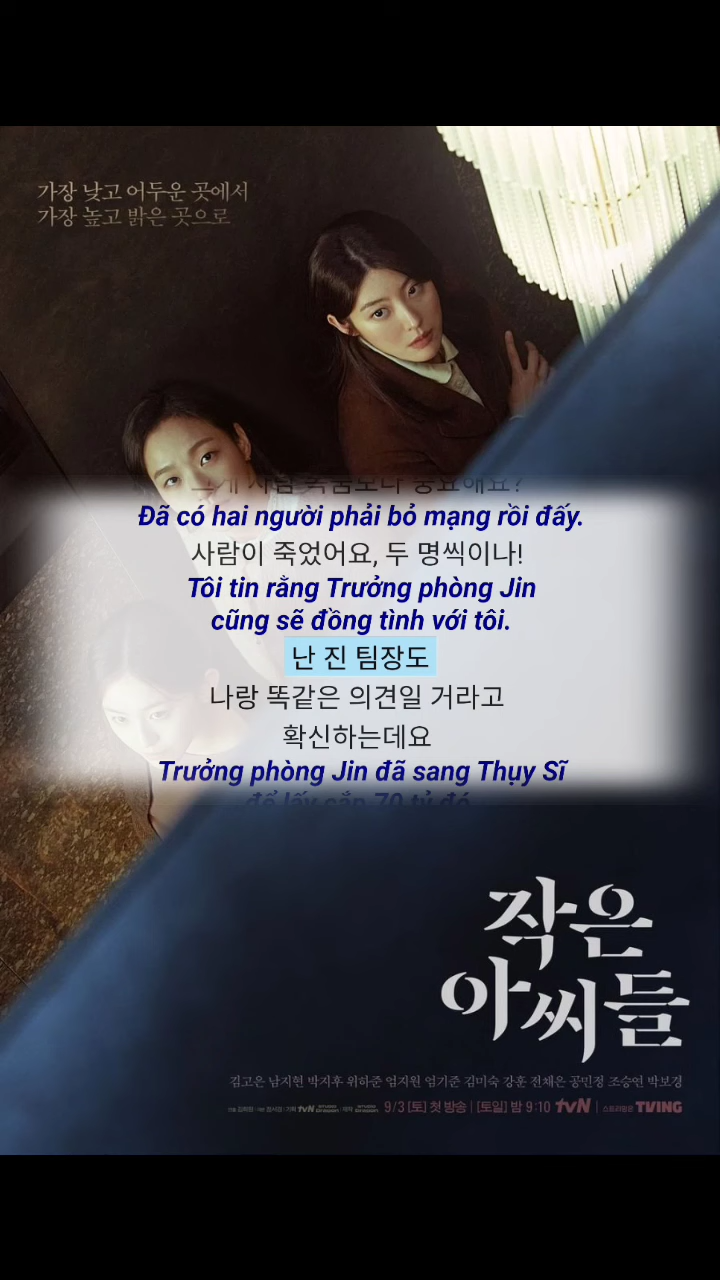 가장 낮고 어두운 곳에서
가장 높고 밝은 곳으로
Đã có hai người phải bỏ mạng rồi đấy.
사람이 죽었어요, 두 명씩이나!
Tôi tin rằng Trưởng phòng Jin
cũng sẽ đồng tình với tôi.
난 진 팀장도
나랑 똑같은 의견일 거라고
확신하는데요
Trưởng phòng Jin đã sang Thụy Sĩ
작은
아씨들
김고은 남지현 박지후 위하준 엄지원 엄기준 김미숙 강훈 전채은 공민정 조승연 박보경
9/3 [토] 첫 방송 | [토일] 밤 9:10 tvN | 스트리밍은 TVING